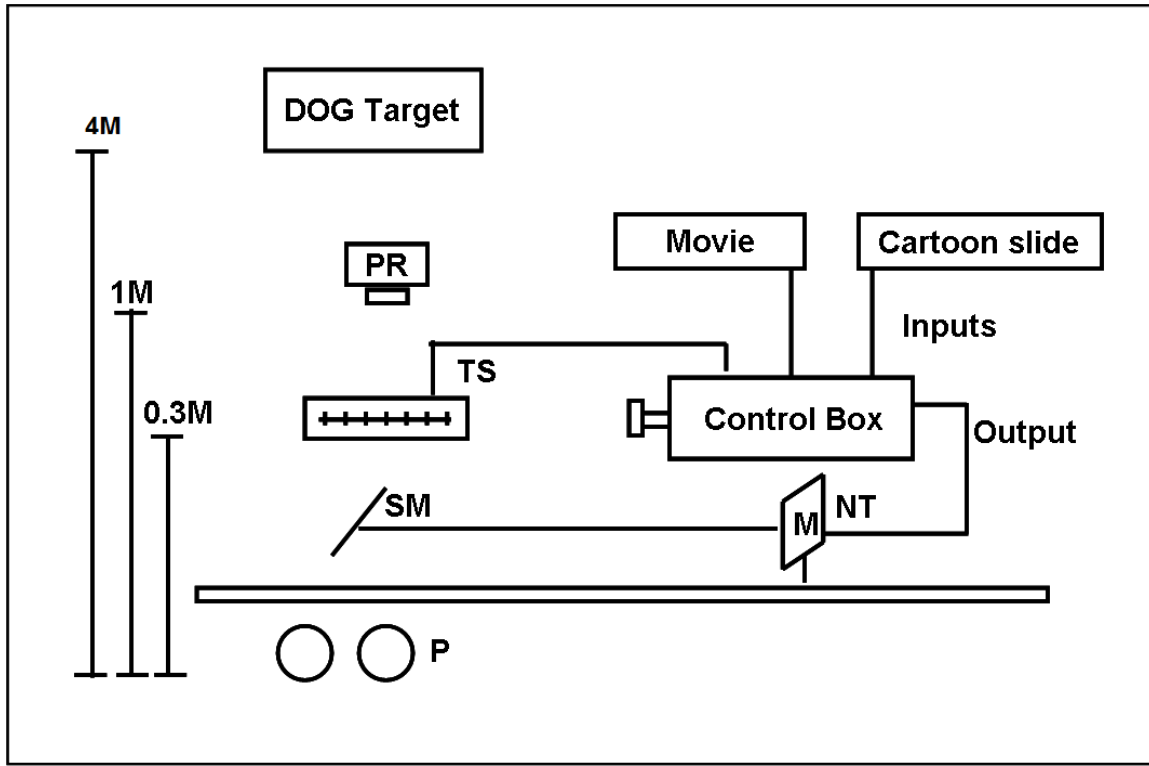 DOG Target
4M
Movie
Cartoon slide
PR
1M
Inputs
TS
0.3M
Control Box
Output
SM
NT
M
P